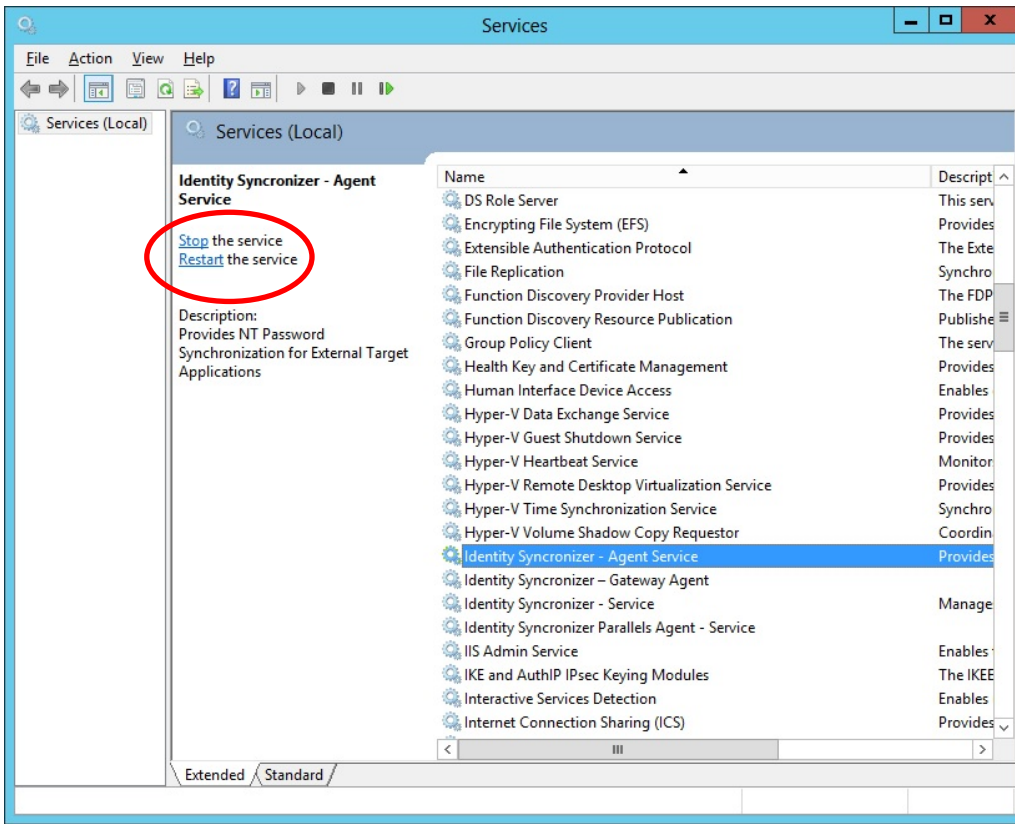 Services
File Action View Help
Services (Local)
Services (Local)
Identity Syncronizer - Agent
Service
Stop the service
Restart the service
Description:
Provides NT Password
Synchronization for External Target
Applications
Name Descript
DS Role Server This serv
Encrypting File System (EFS) Provides
Extensible Authentication Protocol The Exte
File Replication Synchro
Function Discovery Provider Host The FDP
Function Discovery Resource Publication Publishe
Group Policy Client The serv
Health Key and Certificate Management Provides
Human Interface Device Access Enables
Hyper-V Data Exchange Service Provides
Hyper-V Guest Shutdown Service Provides
Hyper-V Heartbeat Service Monitor
Hyper-V Remote Desktop Virtualization Service Provides
Hyper-V Time Synchronization Service Synchro
Hyper-V Volume Shadow Copy Requestor Coordin
Identity Syncronizer - Agent Service Provides
Identity Syncronizer – Gateway Agent
Identity Syncronizer - Service Manage
Identity Syncronizer Parallels Agent - Service
IIS Admin Service Enables
IKE and AuthIP IPsec Keying Modules The IKEE
Interactive Services Detection Enables
Internet Connection Sharing (ICS) Provides
Extended Standard